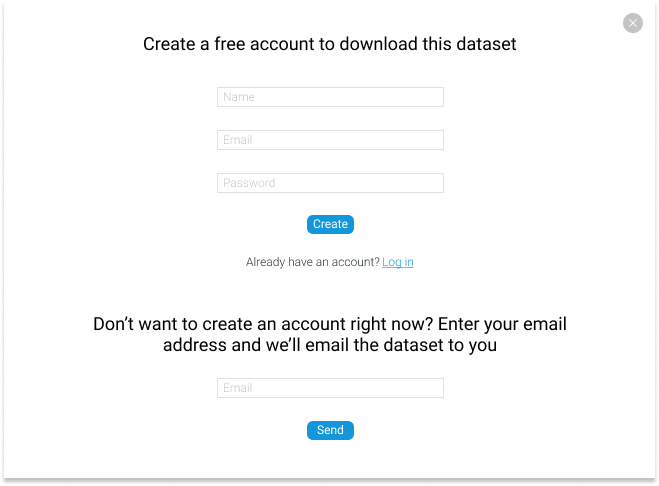 Create a free account to download this dataset
Name
Email
Password
Create
Already have an account? Log in
Don’t want to create an account right now? Enter your email
address and we’ll email the dataset to you
Email
Send